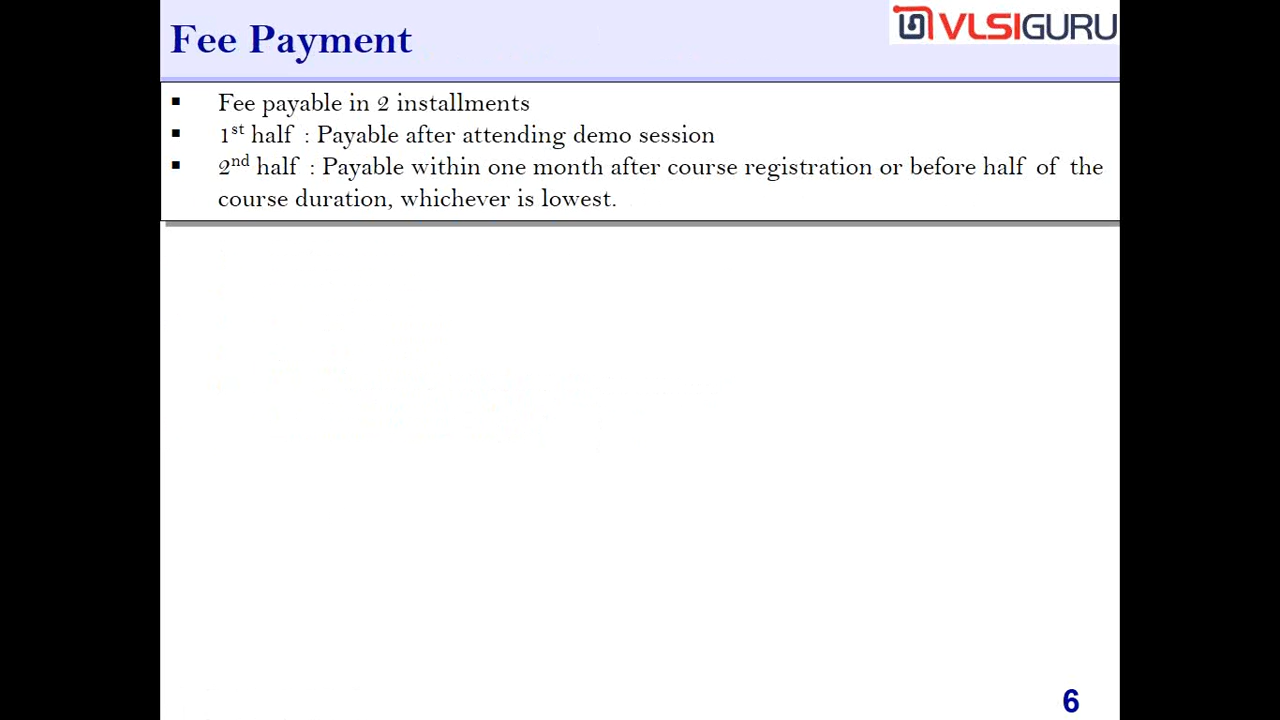 Fee Payment
VLSIGURU
▪ Fee payable in 2 installments
▪ 1st half : Payable after attending demo session
▪ 2nd half : Payable within one month after course registration or before half of the
course duration, whichever is lowest.
6